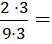 2 ·3
9·3 =